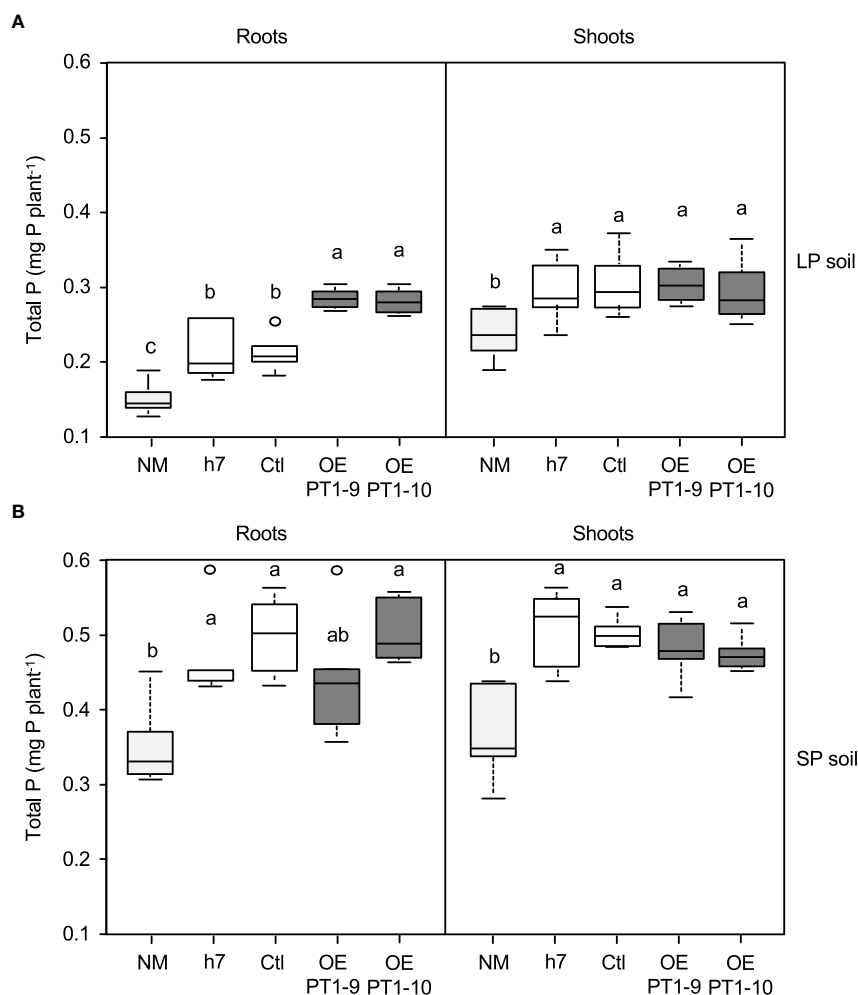 A
Roots Shoots
0.6
0.5
0.4
0.3
0.2
0.1
Total P (mg P plant⁻¹)
c b b a a
b a a a a
LP soil
NM h7 Ctl OE OE NM h7 Ctl OE OE
PT1-9 PT1-10 PT1-9 PT1-10
B
Roots Shoots
0.6
0.5
0.4
0.3
0.2
0.1
Total P (mg P plant⁻¹)
b a a ab a
b a a a a
SP soil
NM h7 Ctl OE OE NM h7 Ctl OE OE
PT1-9 PT1-10 PT1-9 PT1-10